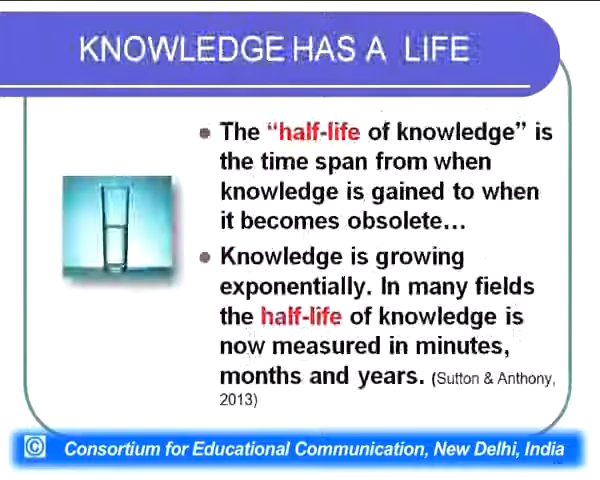 KNOWLEDGE HAS A LIFE
The “half-life of knowledge” is
the time span from when
knowledge is gained to when
it becomes obsolete...
Knowledge is growing
exponentially. In many fields
the half-life of knowledge is
now measured in minutes,
months and years. (Sutton & Anthony,
2013)
© Consortium for Educational Communication, New Delhi, India